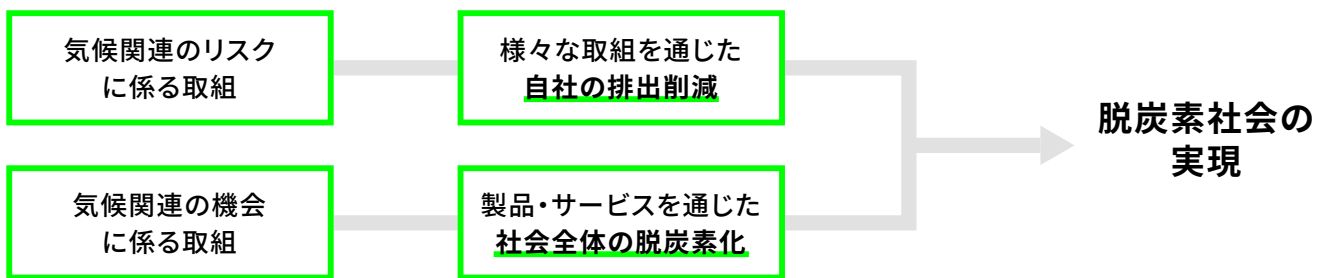 気候関連のリスク
に係る取組
様々な取組を通じた
自社の排出削減
気候関連の機会
に係る取組
製品・サービスを通じた
社会全体の脱炭素化
脱炭素社会の
実現